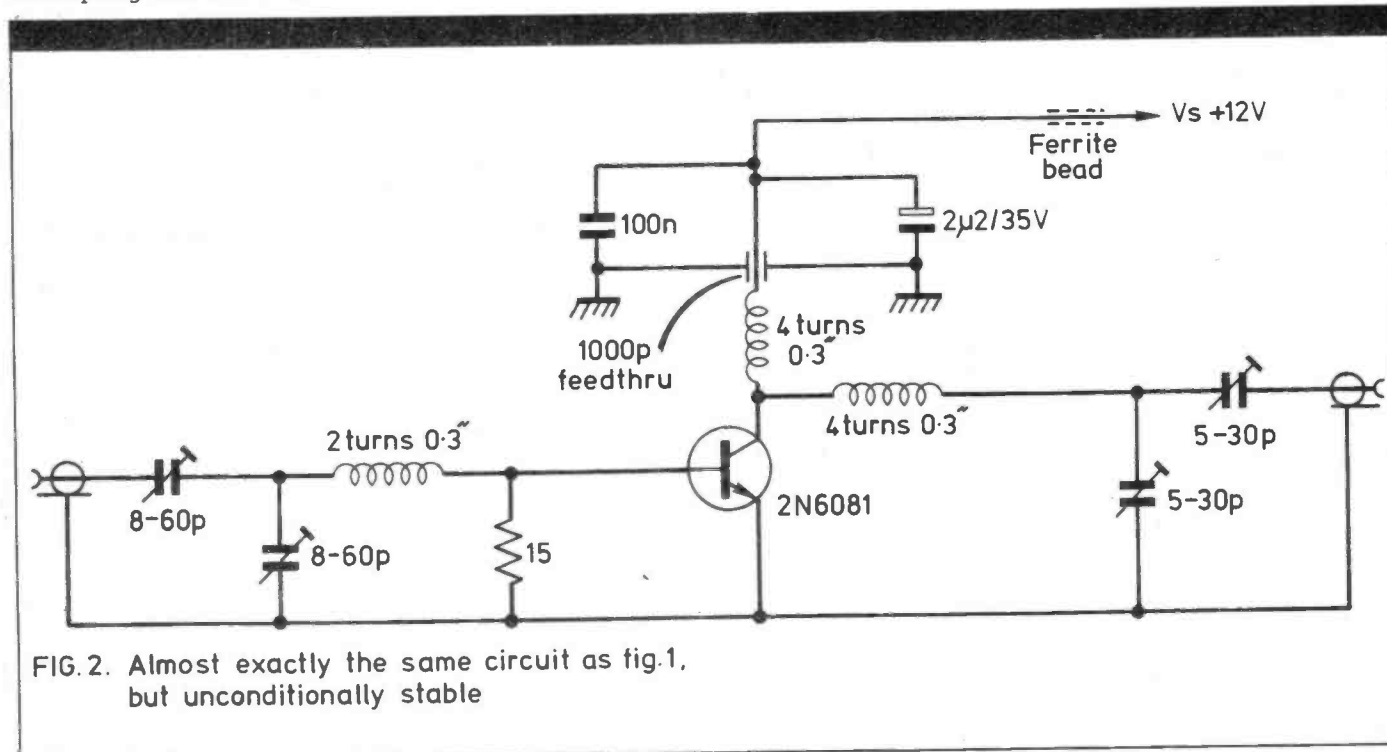 Vs +12V
Ferrite
bead
100n
2µ2/35V
1000p
feedthru
4 turns
0·3"
4 turns 0·3"
5-30p
2 turns 0·3"
8-60p
8-60p
15
2N6081
5-30p
FIG. 2. Almost exactly the same circuit as fig.1,
but unconditionally stable